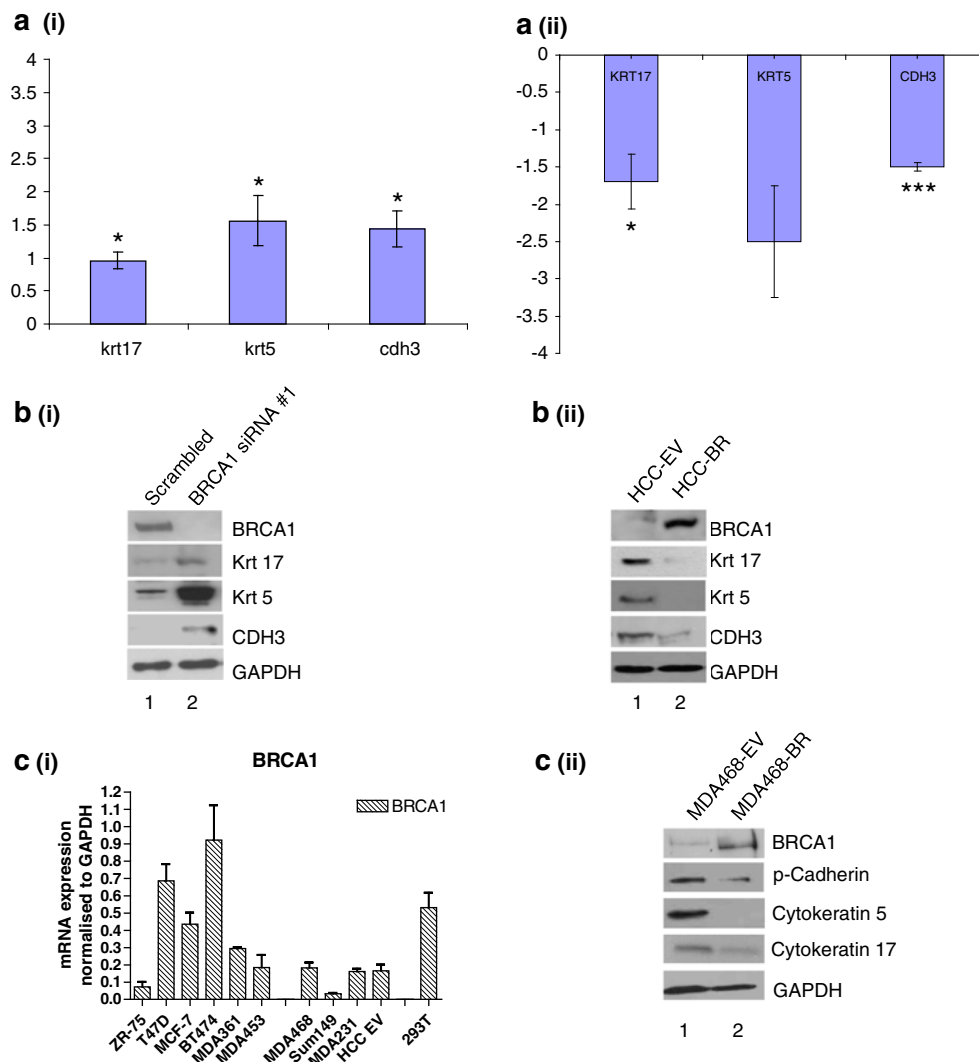 a (i)
4
3.5
3
2.5
2
1.5
1
0.5
0
*
*
*
krt17
krt5
cdh3
a (ii)
0
-0.5
-1
-1.5
-2
-2.5
-3
-3.5
-4
KRT17
KRT5
CDH3
*
***
b (i)
Scrambled
BRCA1 siRNA #1
BRCA1
Krt 17
Krt 5
CDH3
GAPDH
1 2
b (ii)
HCC-EV
HCC-BR
BRCA1
Krt 17
Krt 5
CDH3
GAPDH
1 2
c (i)
BRCA1
BRCA1
mRNA expression
normalised to GAPDH
1.2
1.1
1.0
0.9
0.8
0.7
0.6
0.5
0.4
0.3
0.2
0.1
0.0
ZR-75
T47D
MCF-7
BT474
MDA361
MDA453
MDA468
Sum149
MDA231
HCC EV
293T
c (ii)
MDA468-EV
MDA468-BR
BRCA1
p-Cadherin
Cytokeratin 5
Cytokeratin 17
GAPDH
1 2